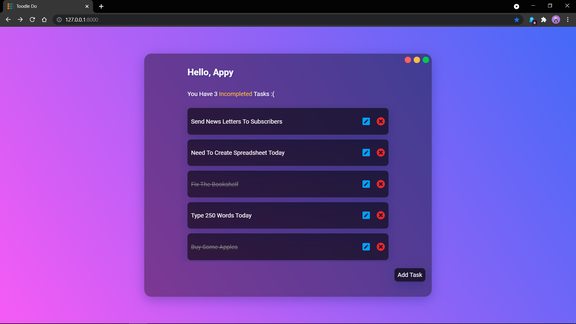 Toodle Do
127.0.0.1:8000
Hello, Appy
You Have 3 Incompleted Tasks :(
Send News Letters To Subscribers
Need To Create Spreadsheet Today
Fix The Bookshelf
Type 250 Words Today
Buy Some Apples
Add Task